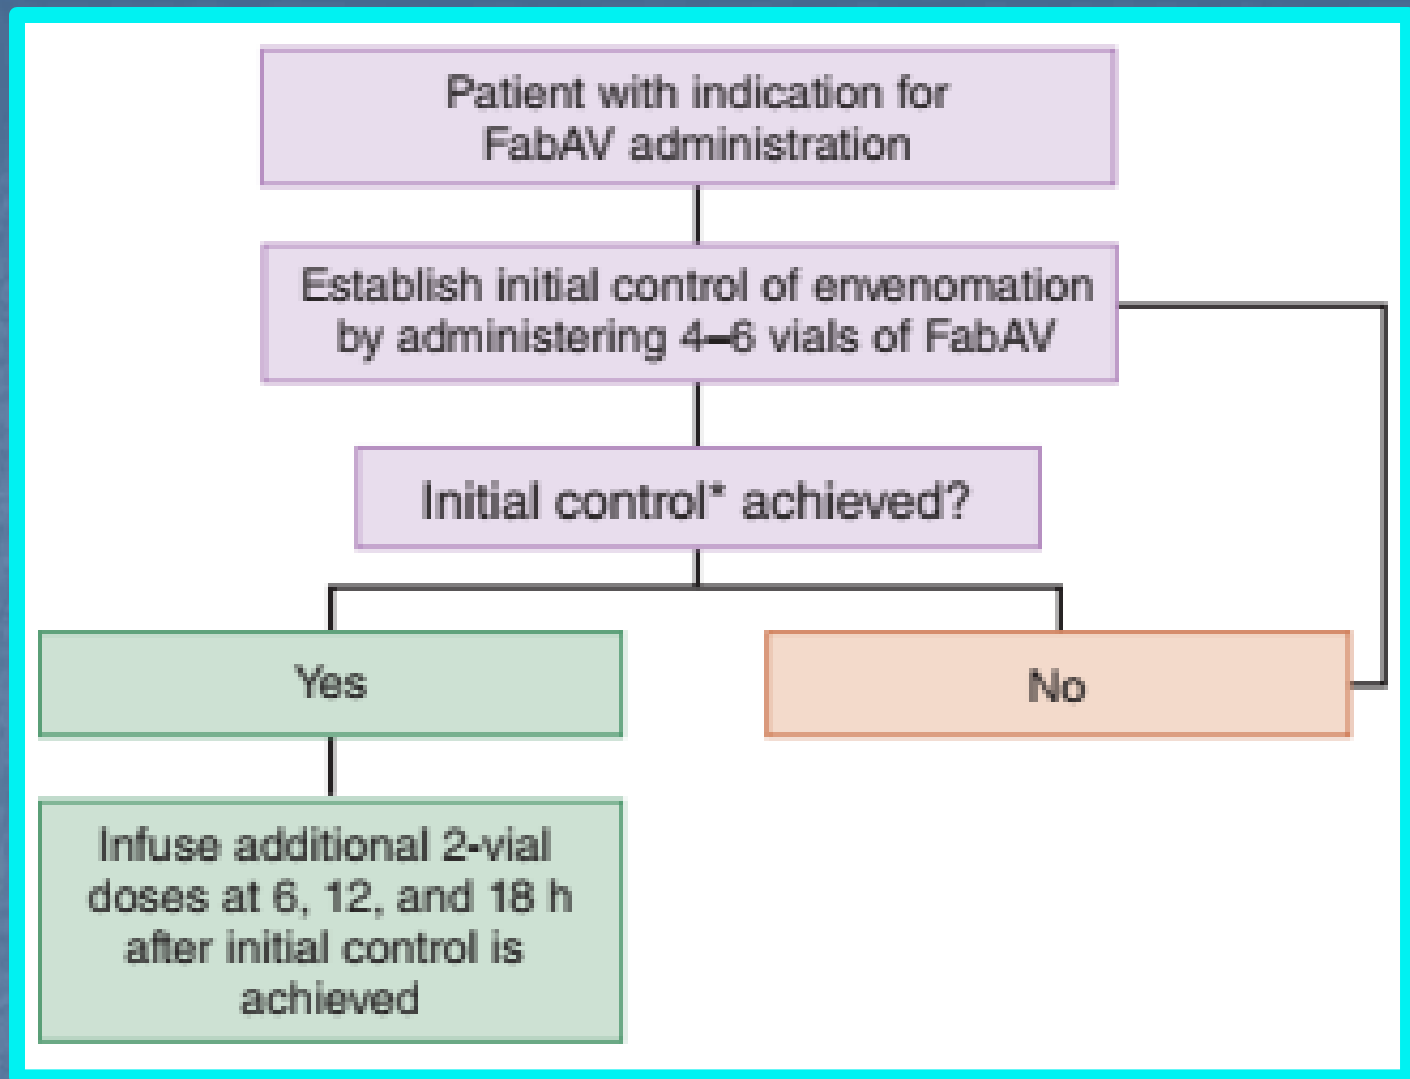 Patient with indication for
FabAV administration
Establish initial control of envenomation
by administering 4–6 vials of FabAV
Initial control* achieved?
Yes
No
Infuse additional 2-vial
doses at 6, 12, and 18 h
after initial control is
achieved